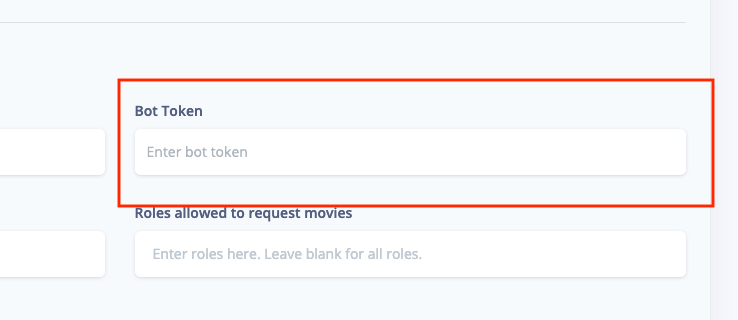 Bot Token
Enter bot token
Roles allowed to request movies
Enter roles here. Leave blank for all roles.